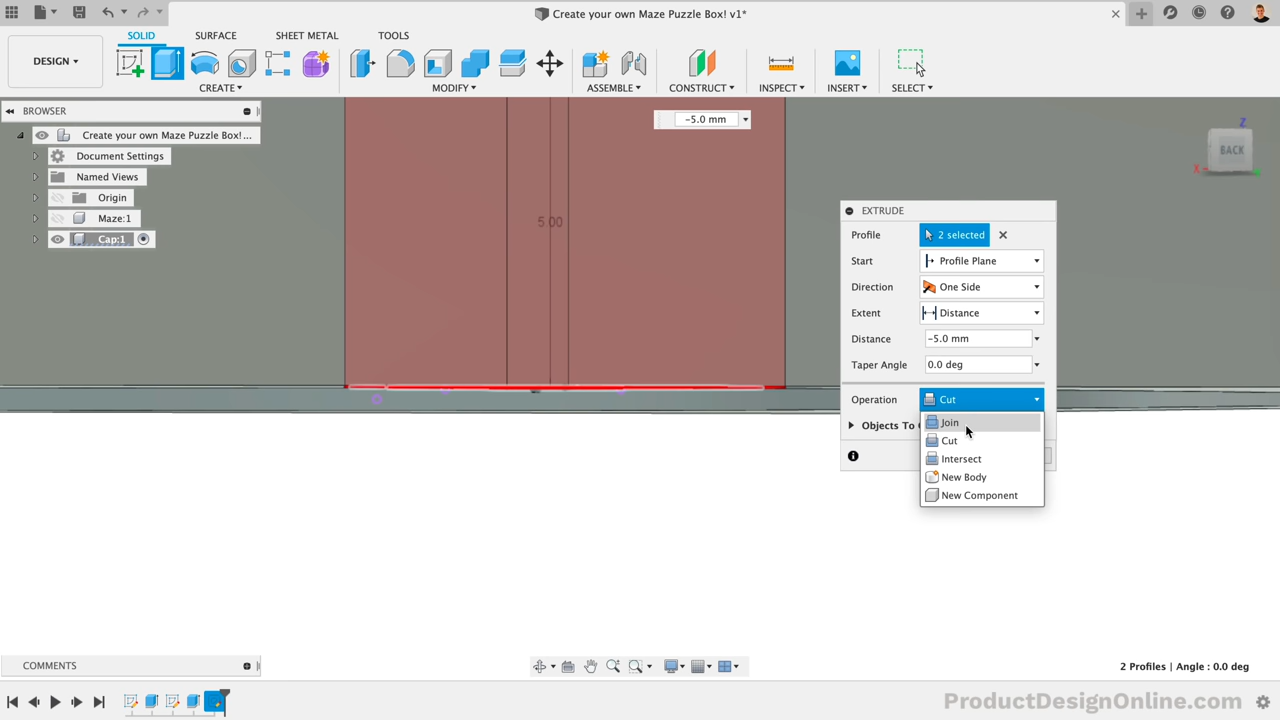 Create your own Maze Puzzle Box! v1*
SOLID SURFACE SHEET METAL TOOLS
DESIGN
CREATE MODIFY ASSEMBLE CONSTRUCT INSPECT INSERT SELECT
BROWSER
-5.0 mm
Create your own Maze Puzzle Box!...
Document Settings
Named Views
Origin
Maze:1
Cap:1
5.00
Z
BACK
X
EXTRUDE
Profile 2 selected
Start Profile Plane
Direction One Side
Extent Distance
Distance -5.0 mm
Taper Angle 0.0 deg
Operation Cut
Join
Objects To
Cut
Intersect
New Body
New Component
COMMENTS
2 Profiles | Angle : 0.0 deg
ProductDesignOnline.com